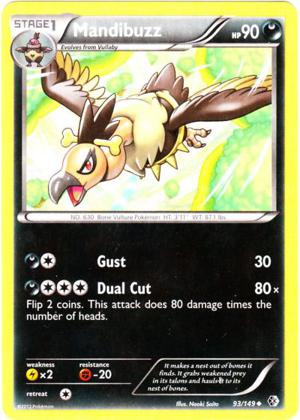 STAGE1
Mandibuzz
HP90
Evolves from Vullaby
NO. 630 Bone Vulture Pokémon HT: 3'11" WT: 87.1 lbs
Gust 30
Dual Cut 80×
Flip 2 coins. This attack does 80 damage times the
number of heads.
weakness
×2
resistance
-20
retreat
It makes a nest out of bones it
finds. It grabs weakened prey
in its talons and hauls it to its
nest of bones.
Illus. Naoki Saito
93/149
©2012 Pokémon